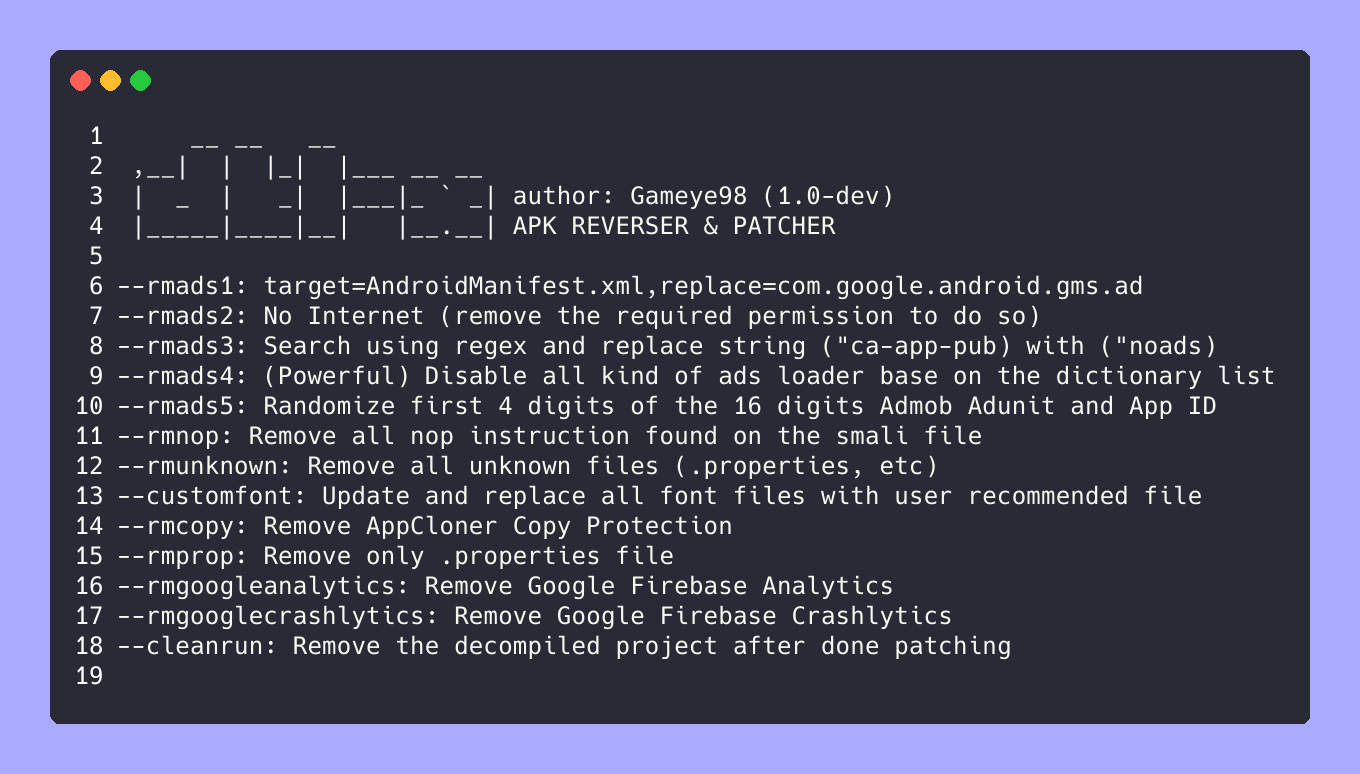 1      __ __   __
2  ,__|  |  |_|  |___ __ __
3  |  _  |   _|  |___|_ ` _| author: Gameye98 (1.0-dev)
4  |_____|____|__|   |__.__| APK REVERSER & PATCHER
5
6 --rmads1: target=AndroidManifest.xml,replace=com.google.android.gms.ad
7 --rmads2: No Internet (remove the required permission to do so)
8 --rmads3: Search using regex and replace string ("ca-app-pub) with ("noads)
9 --rmads4: (Powerful) Disable all kind of ads loader base on the dictionary list
10 --rmads5: Randomize first 4 digits of the 16 digits Admob Adunit and App ID
11 --rmnop: Remove all nop instruction found on the smali file
12 --rmunknown: Remove all unknown files (.properties, etc)
13 --customfont: Update and replace all font files with user recommended file
14 --rmcopy: Remove AppCloner Copy Protection
15 --rmprop: Remove only .properties file
16 --rmgoogleanalytics: Remove Google Firebase Analytics
17 --rmgooglecrashlytics: Remove Google Firebase Crashlytics
18 --cleanrun: Remove the decompiled project after done patching
19